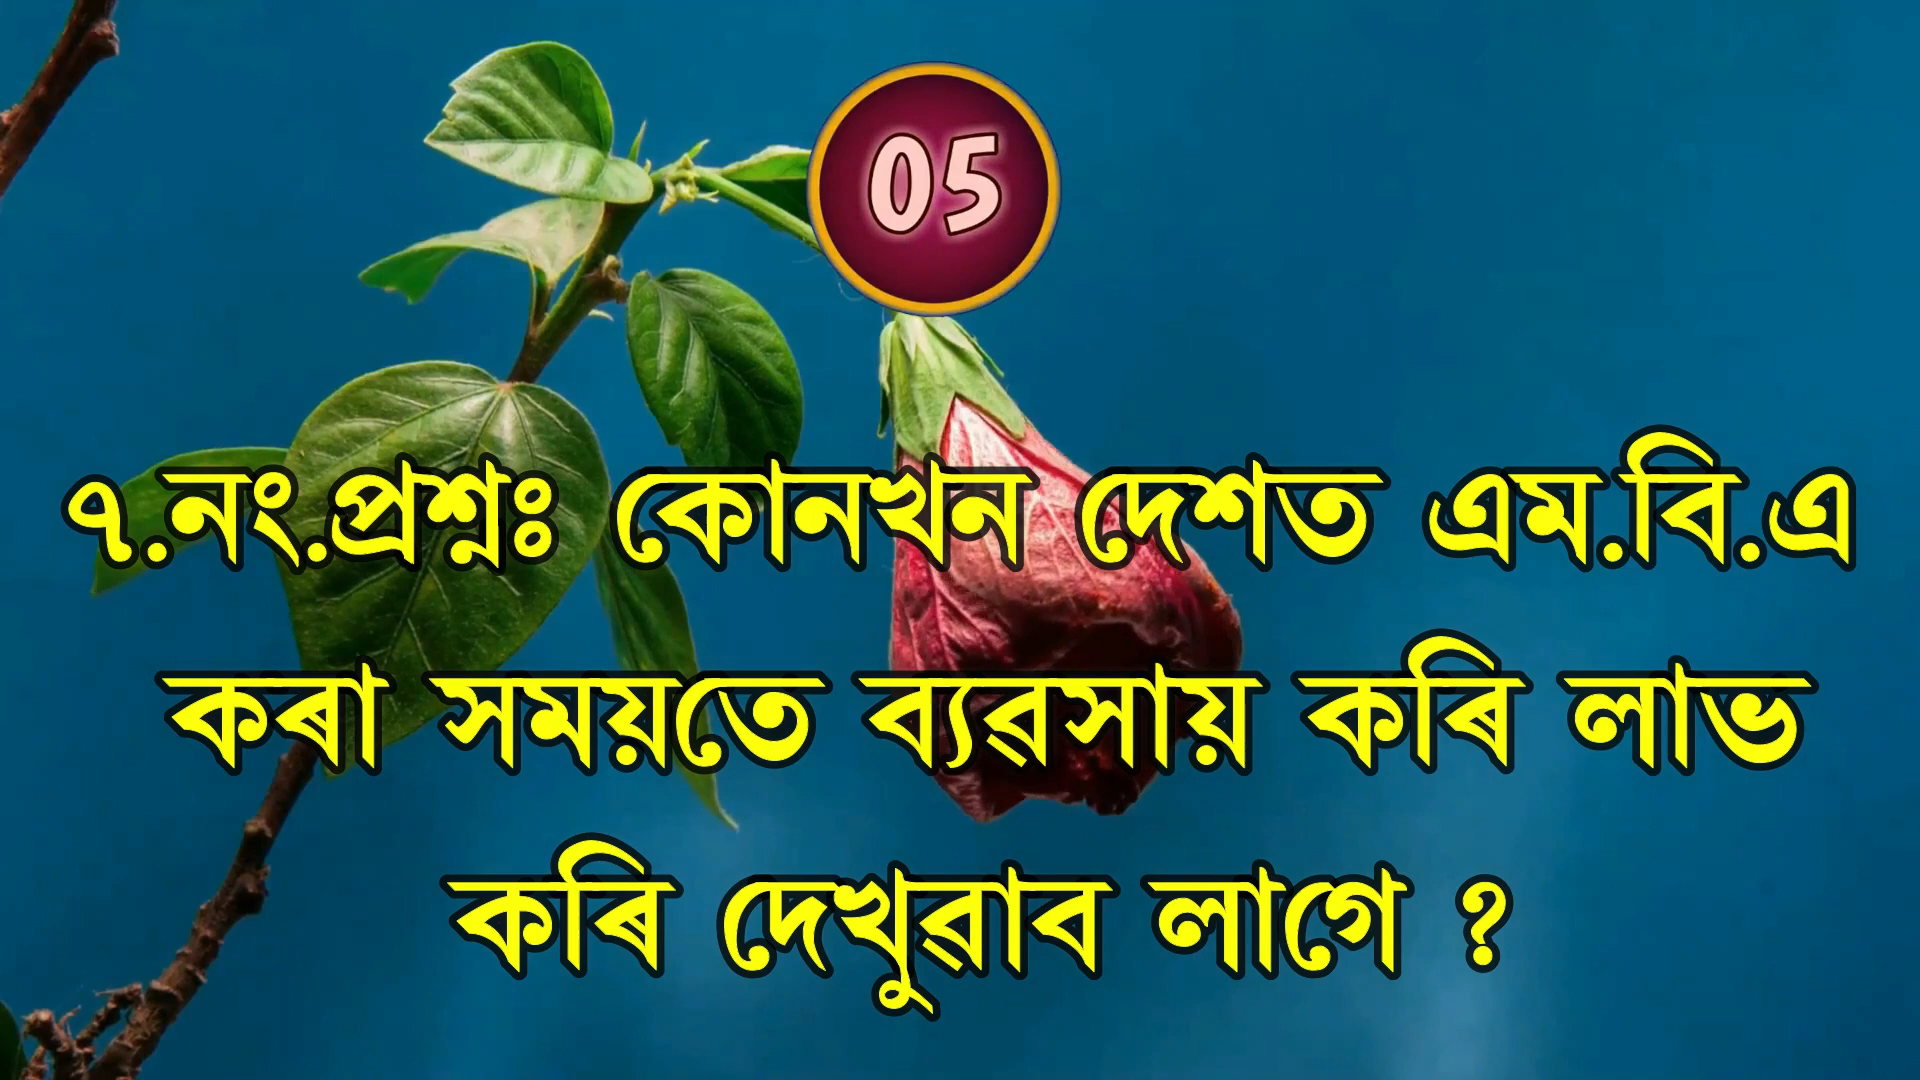 05
৭.নং.প্ৰশ্নঃ কোনখন দেশত এম.বি.এ
কৰা সময়তে ব্যৱসায় কৰি লাভ
কৰি দেখুৱাব লাগে ?